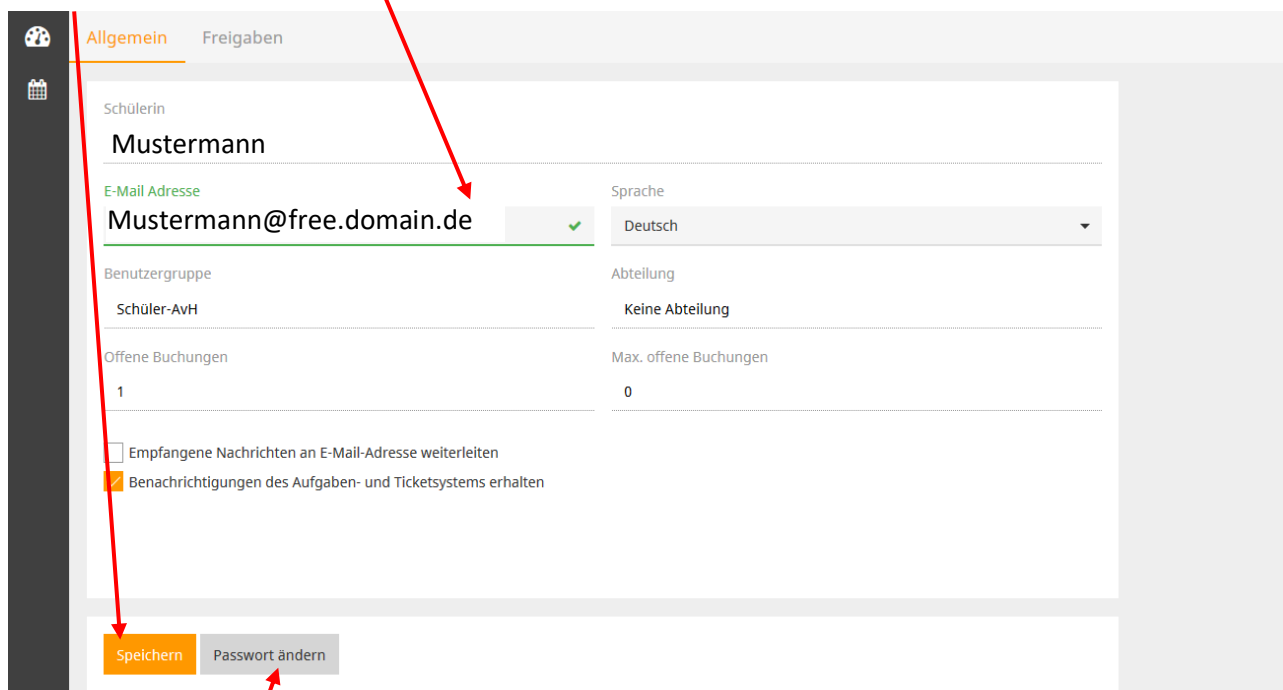 Allgemein Freigaben
Schülerin
Mustermann
E-Mail Adresse Sprache
Mustermann@free.domain.de Deutsch
Benutzergruppe Abteilung
Schüler-AvH Keine Abteilung
Offene Buchungen Max. offene Buchungen
1 0
Empfangene Nachrichten an E-Mail-Adresse weiterleiten
Benachrichtigungen des Aufgaben- und Ticketsystems erhalten
Speichern Passwort ändern